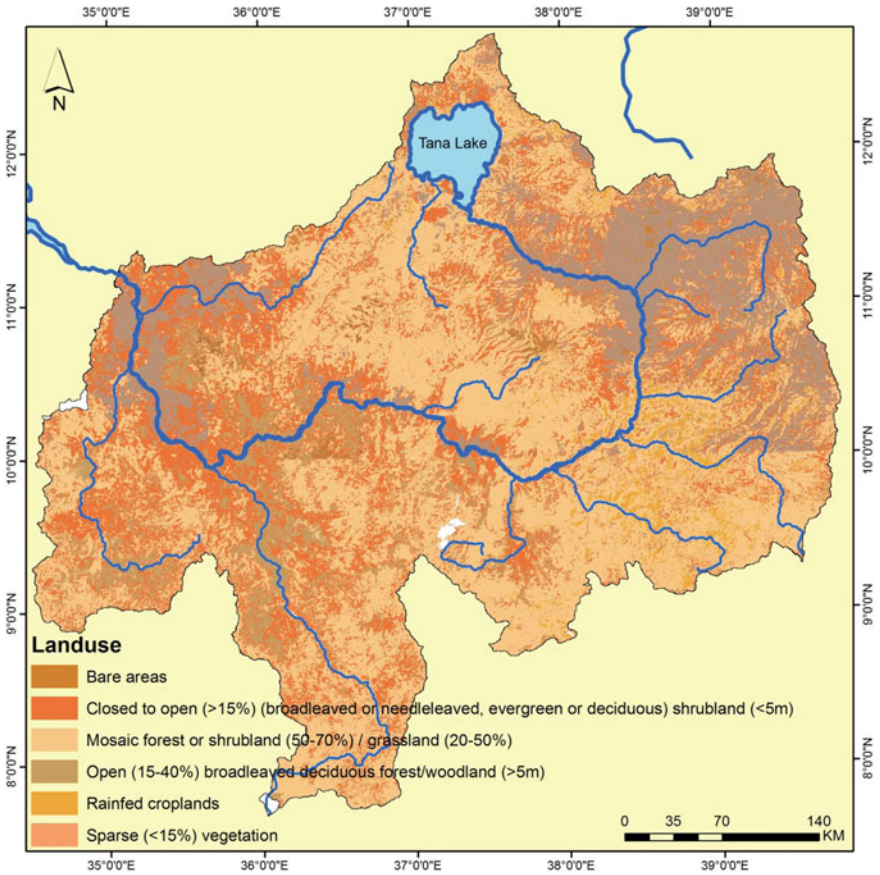 35°0'0"E 36°0'0"E 37°0'0"E 38°0'0"E 39°0'0"E
N
Tana Lake
12°0'0"N 12°0'0"N
11°0'0"N 11°0'0"N
10°0'0"N 10°0'0"N
9°0'0"N 9°0'0"N
8°0'0"N 8°0'0"N
Landuse
Bare areas
Closed to open (>15%) (broadleaved or needleleaved, evergreen or deciduous) shrubland (<5m)
Mosaic forest or shrubland (50-70%) / grassland (20-50%)
Open (15-40%) broadleaved deciduous forest/woodland (>5m)
Rainfed croplands
Sparse (<15%) vegetation
0 35 70 140
KM
35°0'0"E 36°0'0"E 37°0'0"E 38°0'0"E 39°0'0"E